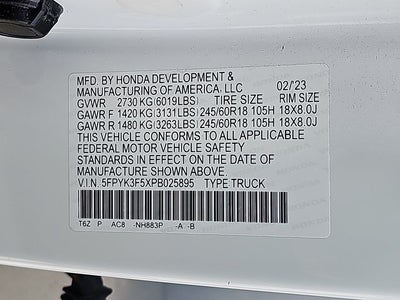 MFD. BY HONDA DEVELOPMENT &
MANUFACTURING OF AMERICA, LLC 02/'23
GVWR 2730 KG(6019LBS) TIRE SIZE RIM SIZE
GAWR F 1420 KG(3131LBS) 245/60R18 105H 18X8.0J
GAWR R 1480 KG(3263LBS) 245/60R18 105H 18X8.0J
THIS VEHICLE CONFORMS TO ALL APPLICABLE
FEDERAL MOTOR VEHICLE SAFETY
STANDARDS IN EFFECT ON THE DATE OF
MANUFACTURE SHOWN ABOVE.
V.I.N. 5FPYK3F5XPB025895 TYPE TRUCK
T6Z P AC8 -NH883P -A -B